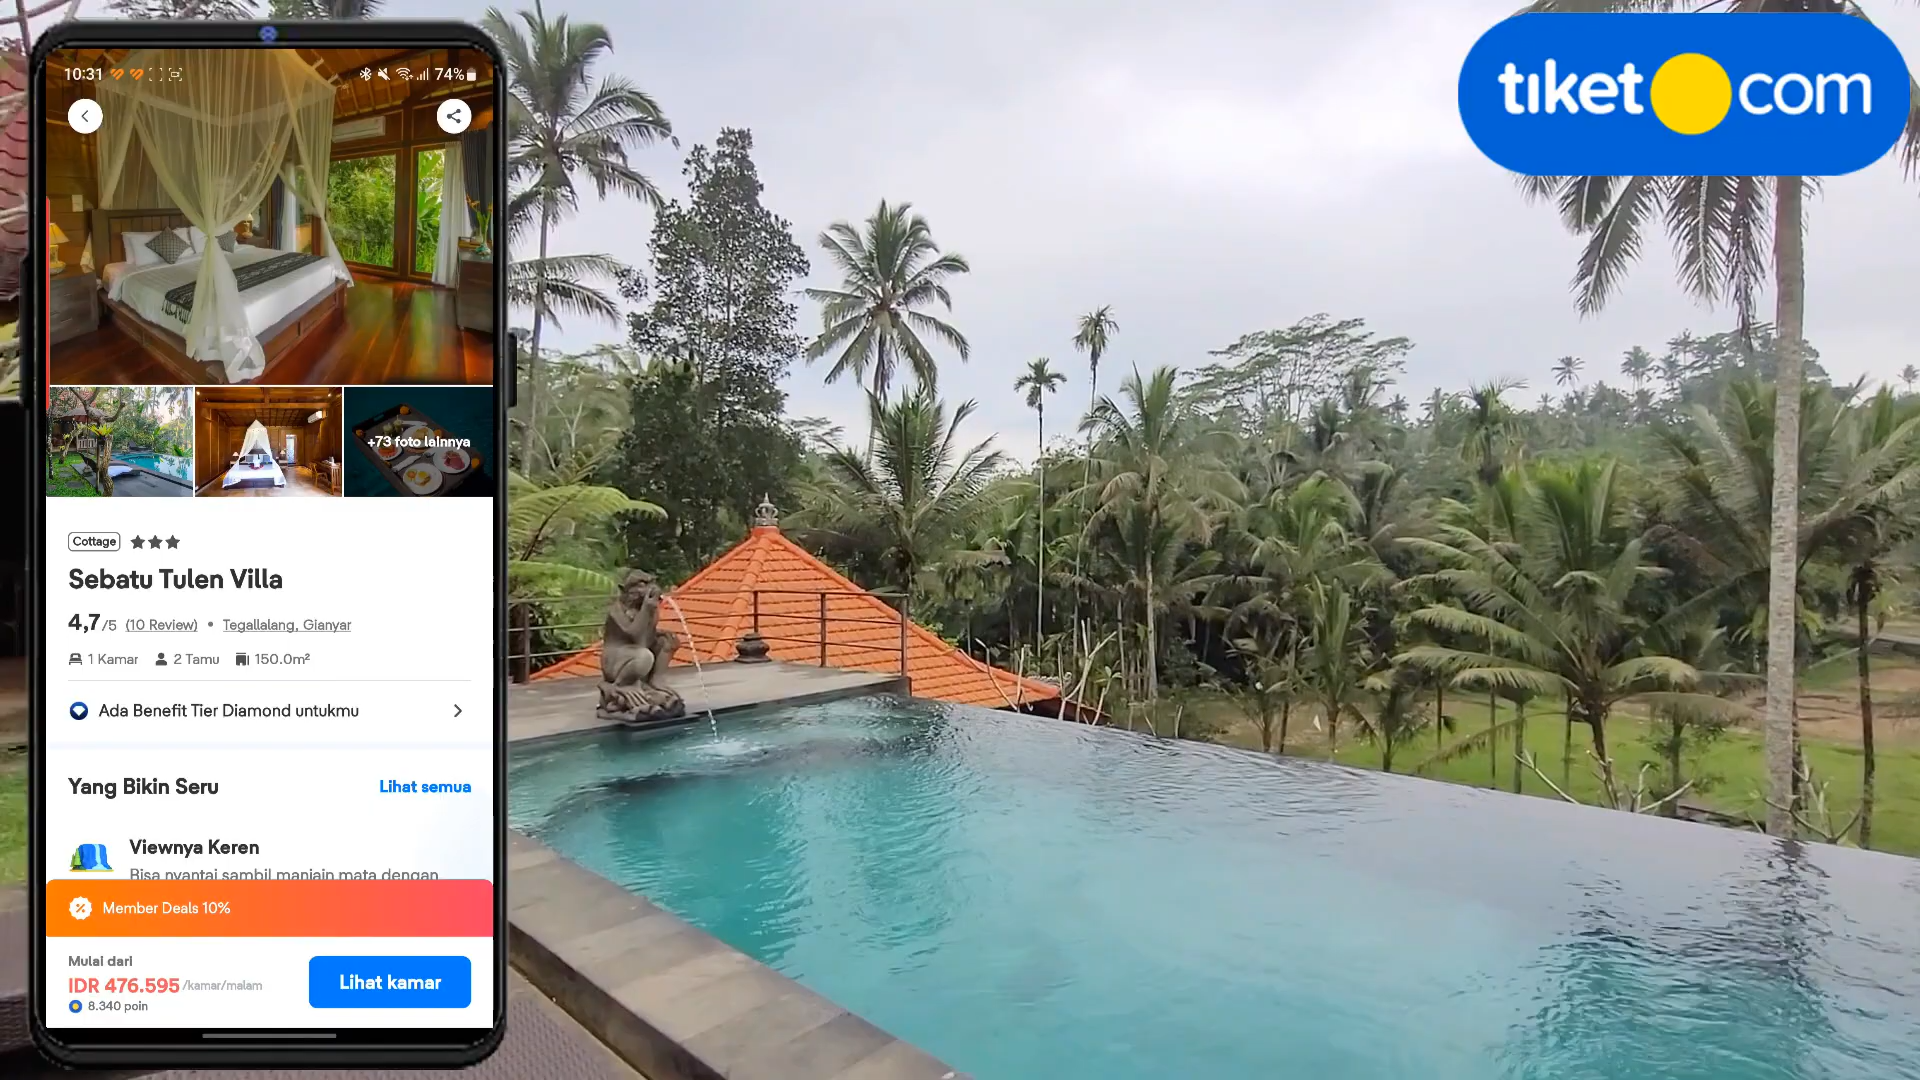 10:31
74%
tiket com
+73 foto lainnya
Cottage
Sebatu Tulen Villa
4,7/5 (10 Review) • Tegallalang, Gianyar
1 Kamar 2 Tamu 150.0m²
Ada Benefit Tier Diamond untukmu
Yang Bikin Seru Lihat semua
Viewnya Keren
Bisa nyantai sambil manjain mata dengan
Member Deals 10%
Mulai dari
IDR 476.595 /kamar/malam
8.340 poin
Lihat kamar